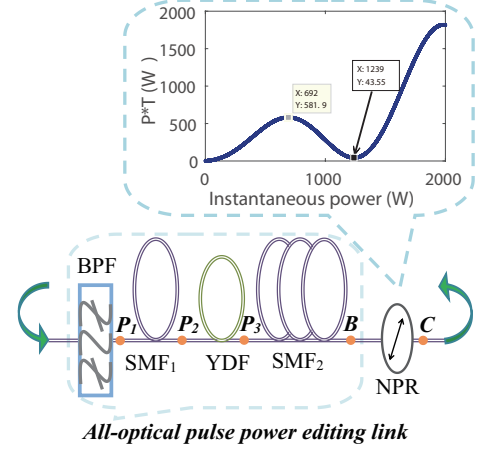 2000
1500
1000
500
0
P*T (W )
X: 692
Y: 581. 9
X: 1239
Y: 43.55
0
1000
2000
Instantaneous power (W)
BPF
P1
P2
P3
B
C
SMF1
YDF
SMF2
NPR
All-optical pulse power editing link